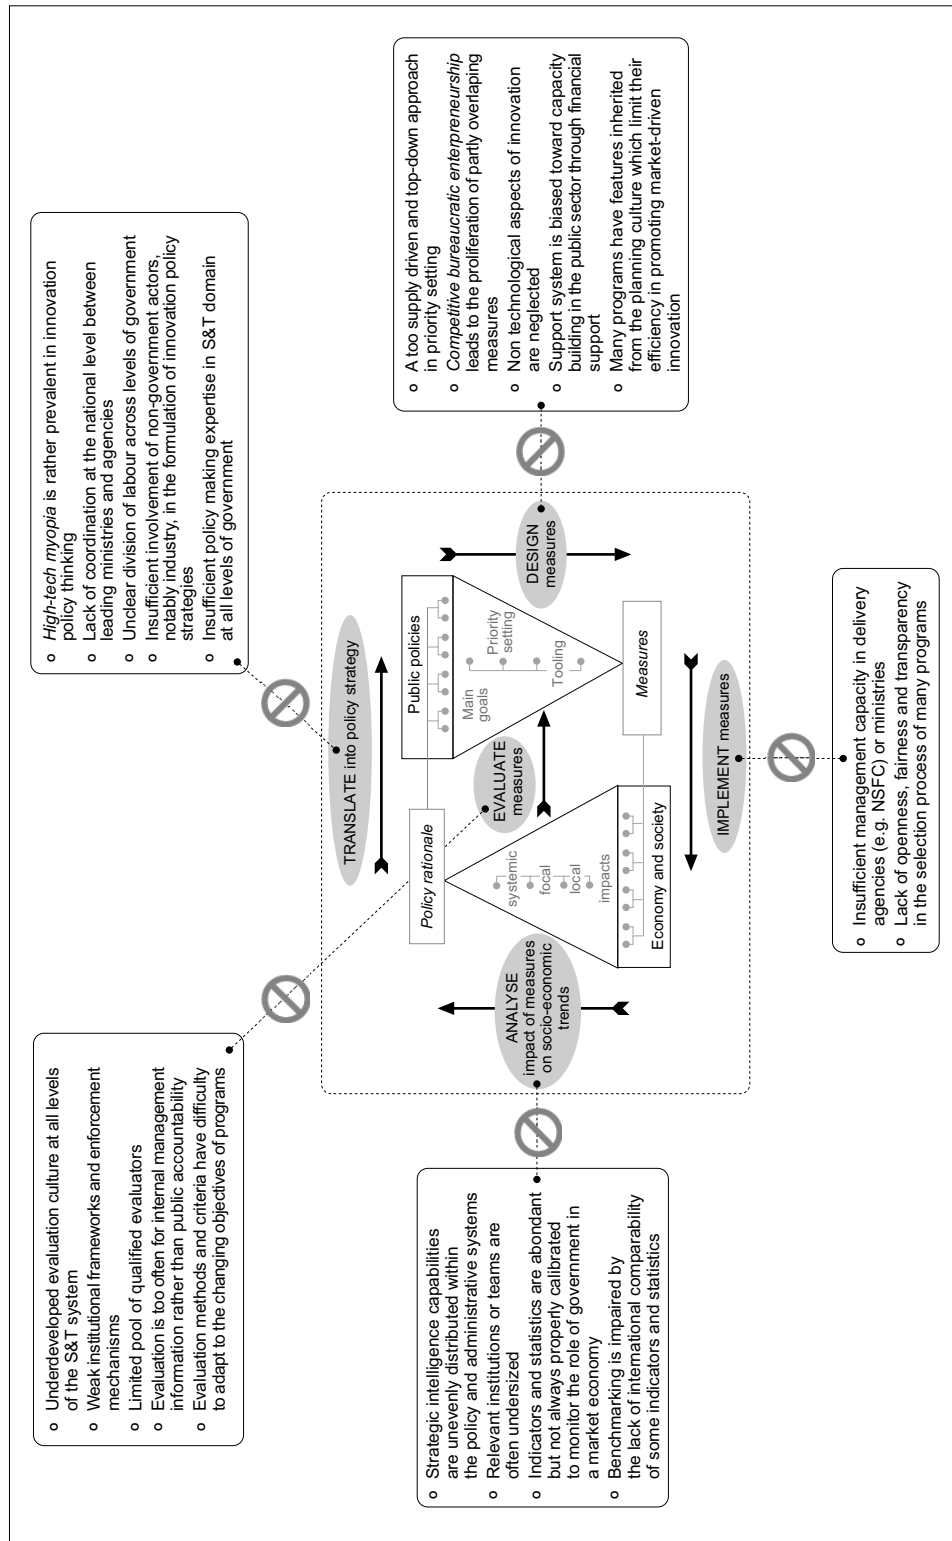 Underdeveloped evaluation culture at all levels
of the S&T system
Weak institutional frameworks and enforcement
mechanisms
Limited pool of qualified evaluators
Evaluation is too often for internal management
information rather than public accountability
Evaluation methods and criteria have difficulty
to adapt to the changing objectives of programs
High-tech myopia is rather prevalent in innovation
policy thinking
Lack of coordination at the national level between
leading ministries and agencies
Unclear division of labour across levels of government
Insufficient involvement of non-government actors,
notably industry, in the formulation of innovation policy
strategies
Insufficient policy making expertise in S&T domain
at all levels of government
TRANSLATE into policy strategy
Policy rationale
Public policies
EVALUATE
measures
Main
goals
Priority
setting
Tooling
systemic
focal
local
impacts
Economy and society
Measures
ANALYSE
impact of measures
on socio-economic
trends
DESIGN
measures
IMPLEMENT measures
Strategic intelligence capabilities
are unevenly distributed within
the policy and administrative systems
Relevant institutions or teams are
often undersized
Indicators and statistics are abondant
but not always properly calibrated
to monitor the role of government in
a market economy
Benchmarking is impaired by
the lack of international comparability
of some indicators and statistics
A too supply driven and top-down approach
in priority setting
Competitive bureaucratic enterpreneurship
leads to the proliferation of partly overlaping
measures
Non technological aspects of innovation
are neglected
Support system is biased toward capacity
building in the public sector through financial
support
Many programs have features inherited
from the planning culture which limit their
efficiency in promoting market-driven
innovation
Insufficient management capacity in delivery
agencies (e.g. NSFC) or ministries
Lack of openness, fairness and transparency
in the selection process of many programs